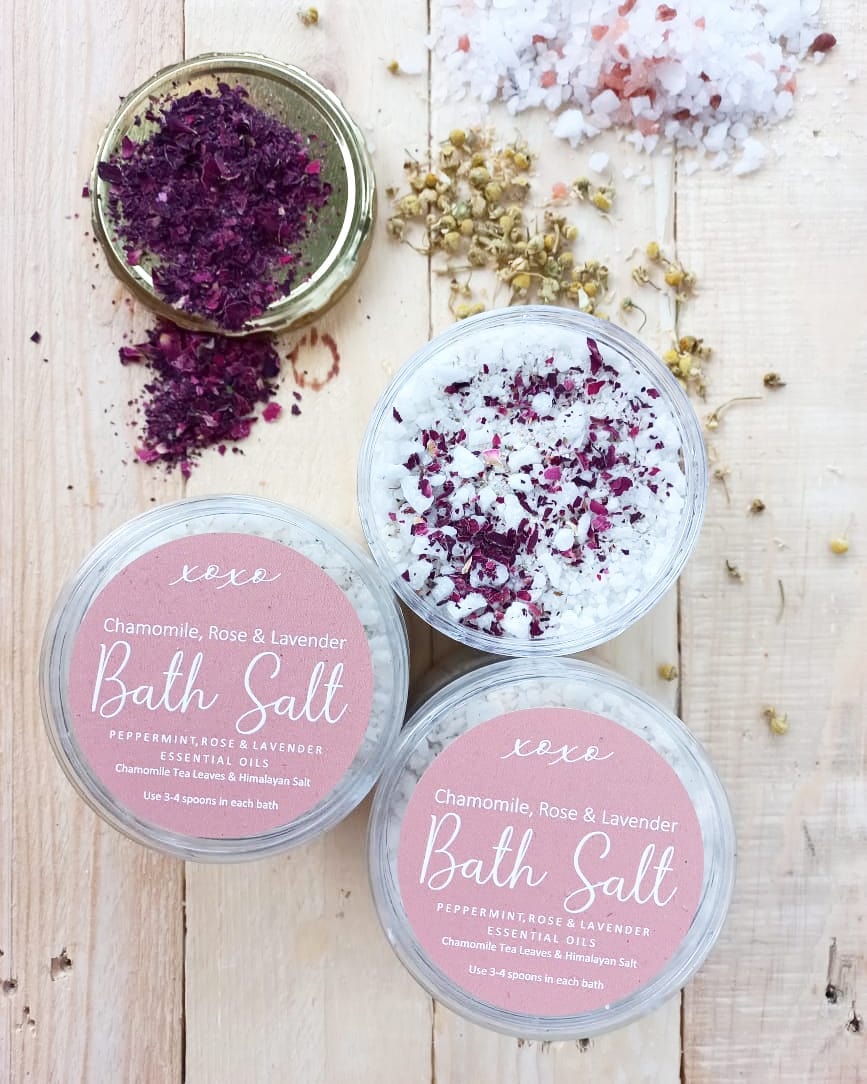 xoxo
Chamomile, Rose & Lavender
Bath Salt
PEPPERMINT, ROSE & LAVENDER
ESSENTIAL OILS
Chamomile Tea Leaves & Himalayan Salt
Use 3-4 spoons in each bath
xoxo
Chamomile, Rose & Lavender
Bath Salt
PEPPERMINT, ROSE & LAVENDER
ESSENTIAL OILS
Chamomile Tea Leaves & Himalayan Salt
Use 3-4 spoons in each bath